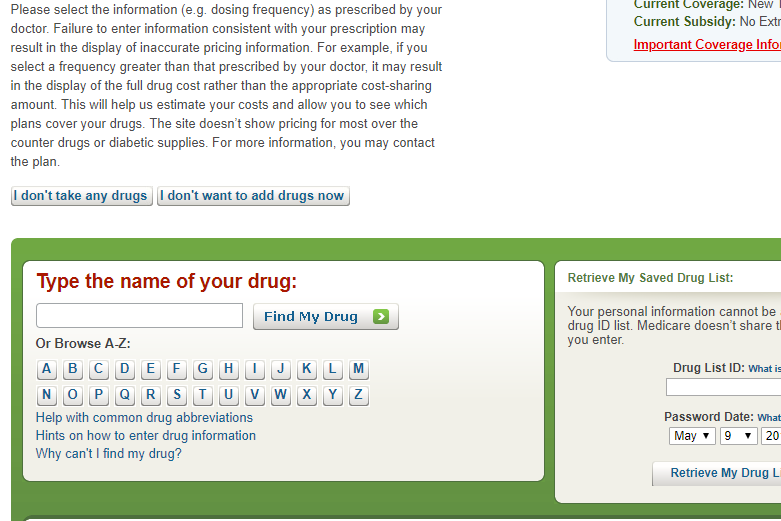 Please select the information (e.g. dosing frequency) as prescribed by your
doctor. Failure to enter information consistent with your prescription may
result in the display of inaccurate pricing information. For example, if you
select a frequency greater than that prescribed by your doctor, it may result
in the display of the full drug cost rather than the appropriate cost-sharing
amount. This will help us estimate your costs and allow you to see which
plans cover your drugs. The site doesn't show pricing for most over the
counter drugs or diabetic supplies. For more information, you may contact
the plan.
I don't take any drugs I don't want to add drugs now
Current Coverage: New
Current Subsidy: No
Important Coverage
Type the name of your drug:
Find My Drug
Or Browse A-Z:
A B C D E F G H I J K L M
N O P Q R S T U V W X Y Z
Help with common drug abbreviations
Hints on how to enter drug information
Why can't I find my drug?
Retrieve My Saved Drug List:
Your personal information cannot be
drug ID list. Medicare doesn't share
you enter.
Drug List ID: What is
Password Date: What
May 9 20
Retrieve My Drug